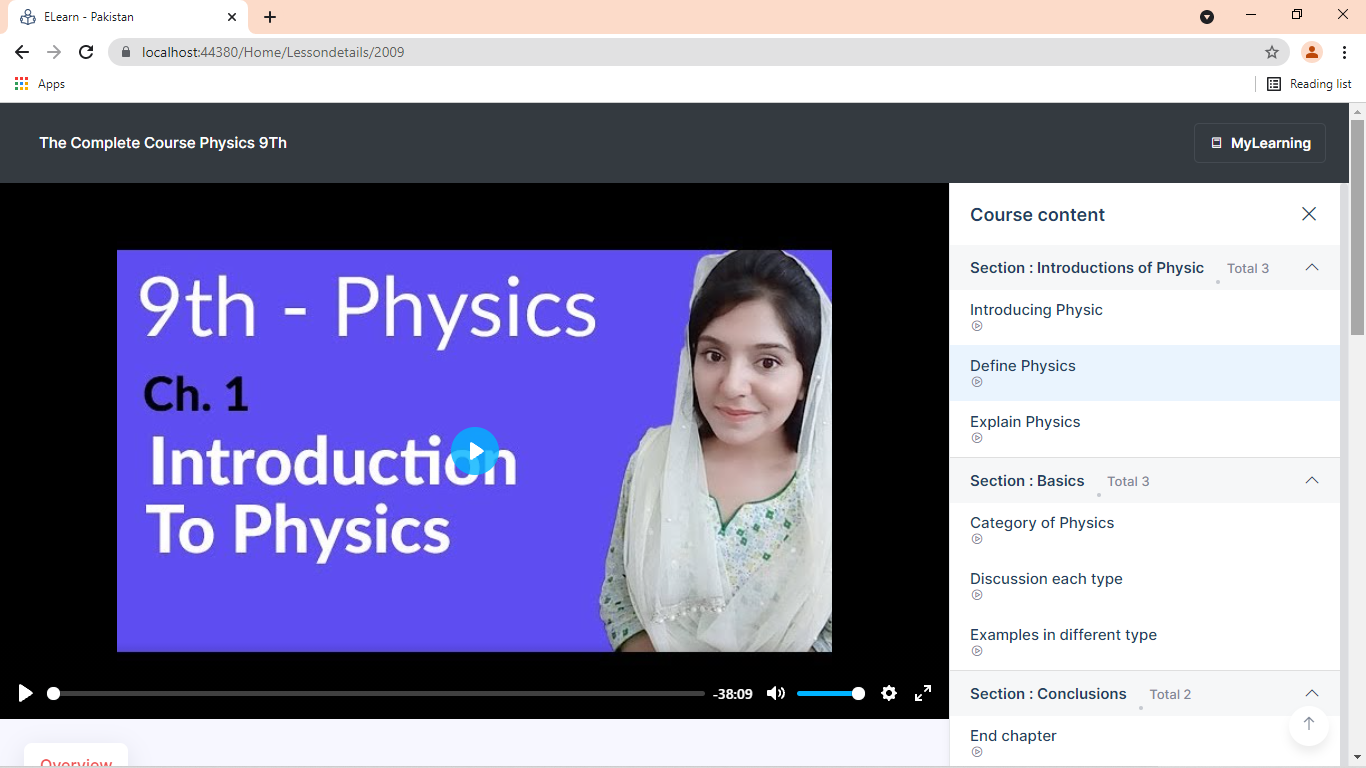 ELearn - Pakistan
localhost:44380/Home/Lessondetails/2009
Apps
Reading list
The Complete Course Physics 9Th
MyLearning
9th - Physics
Ch. 1
Introduction
To Physics
-38:09
Overview
Course content
Section : Introductions of Physic Total 3
Introducing Physic
Define Physics
Explain Physics
Section : Basics Total 3
Category of Physics
Discussion each type
Examples in different type
Section : Conclusions Total 2
End chapter